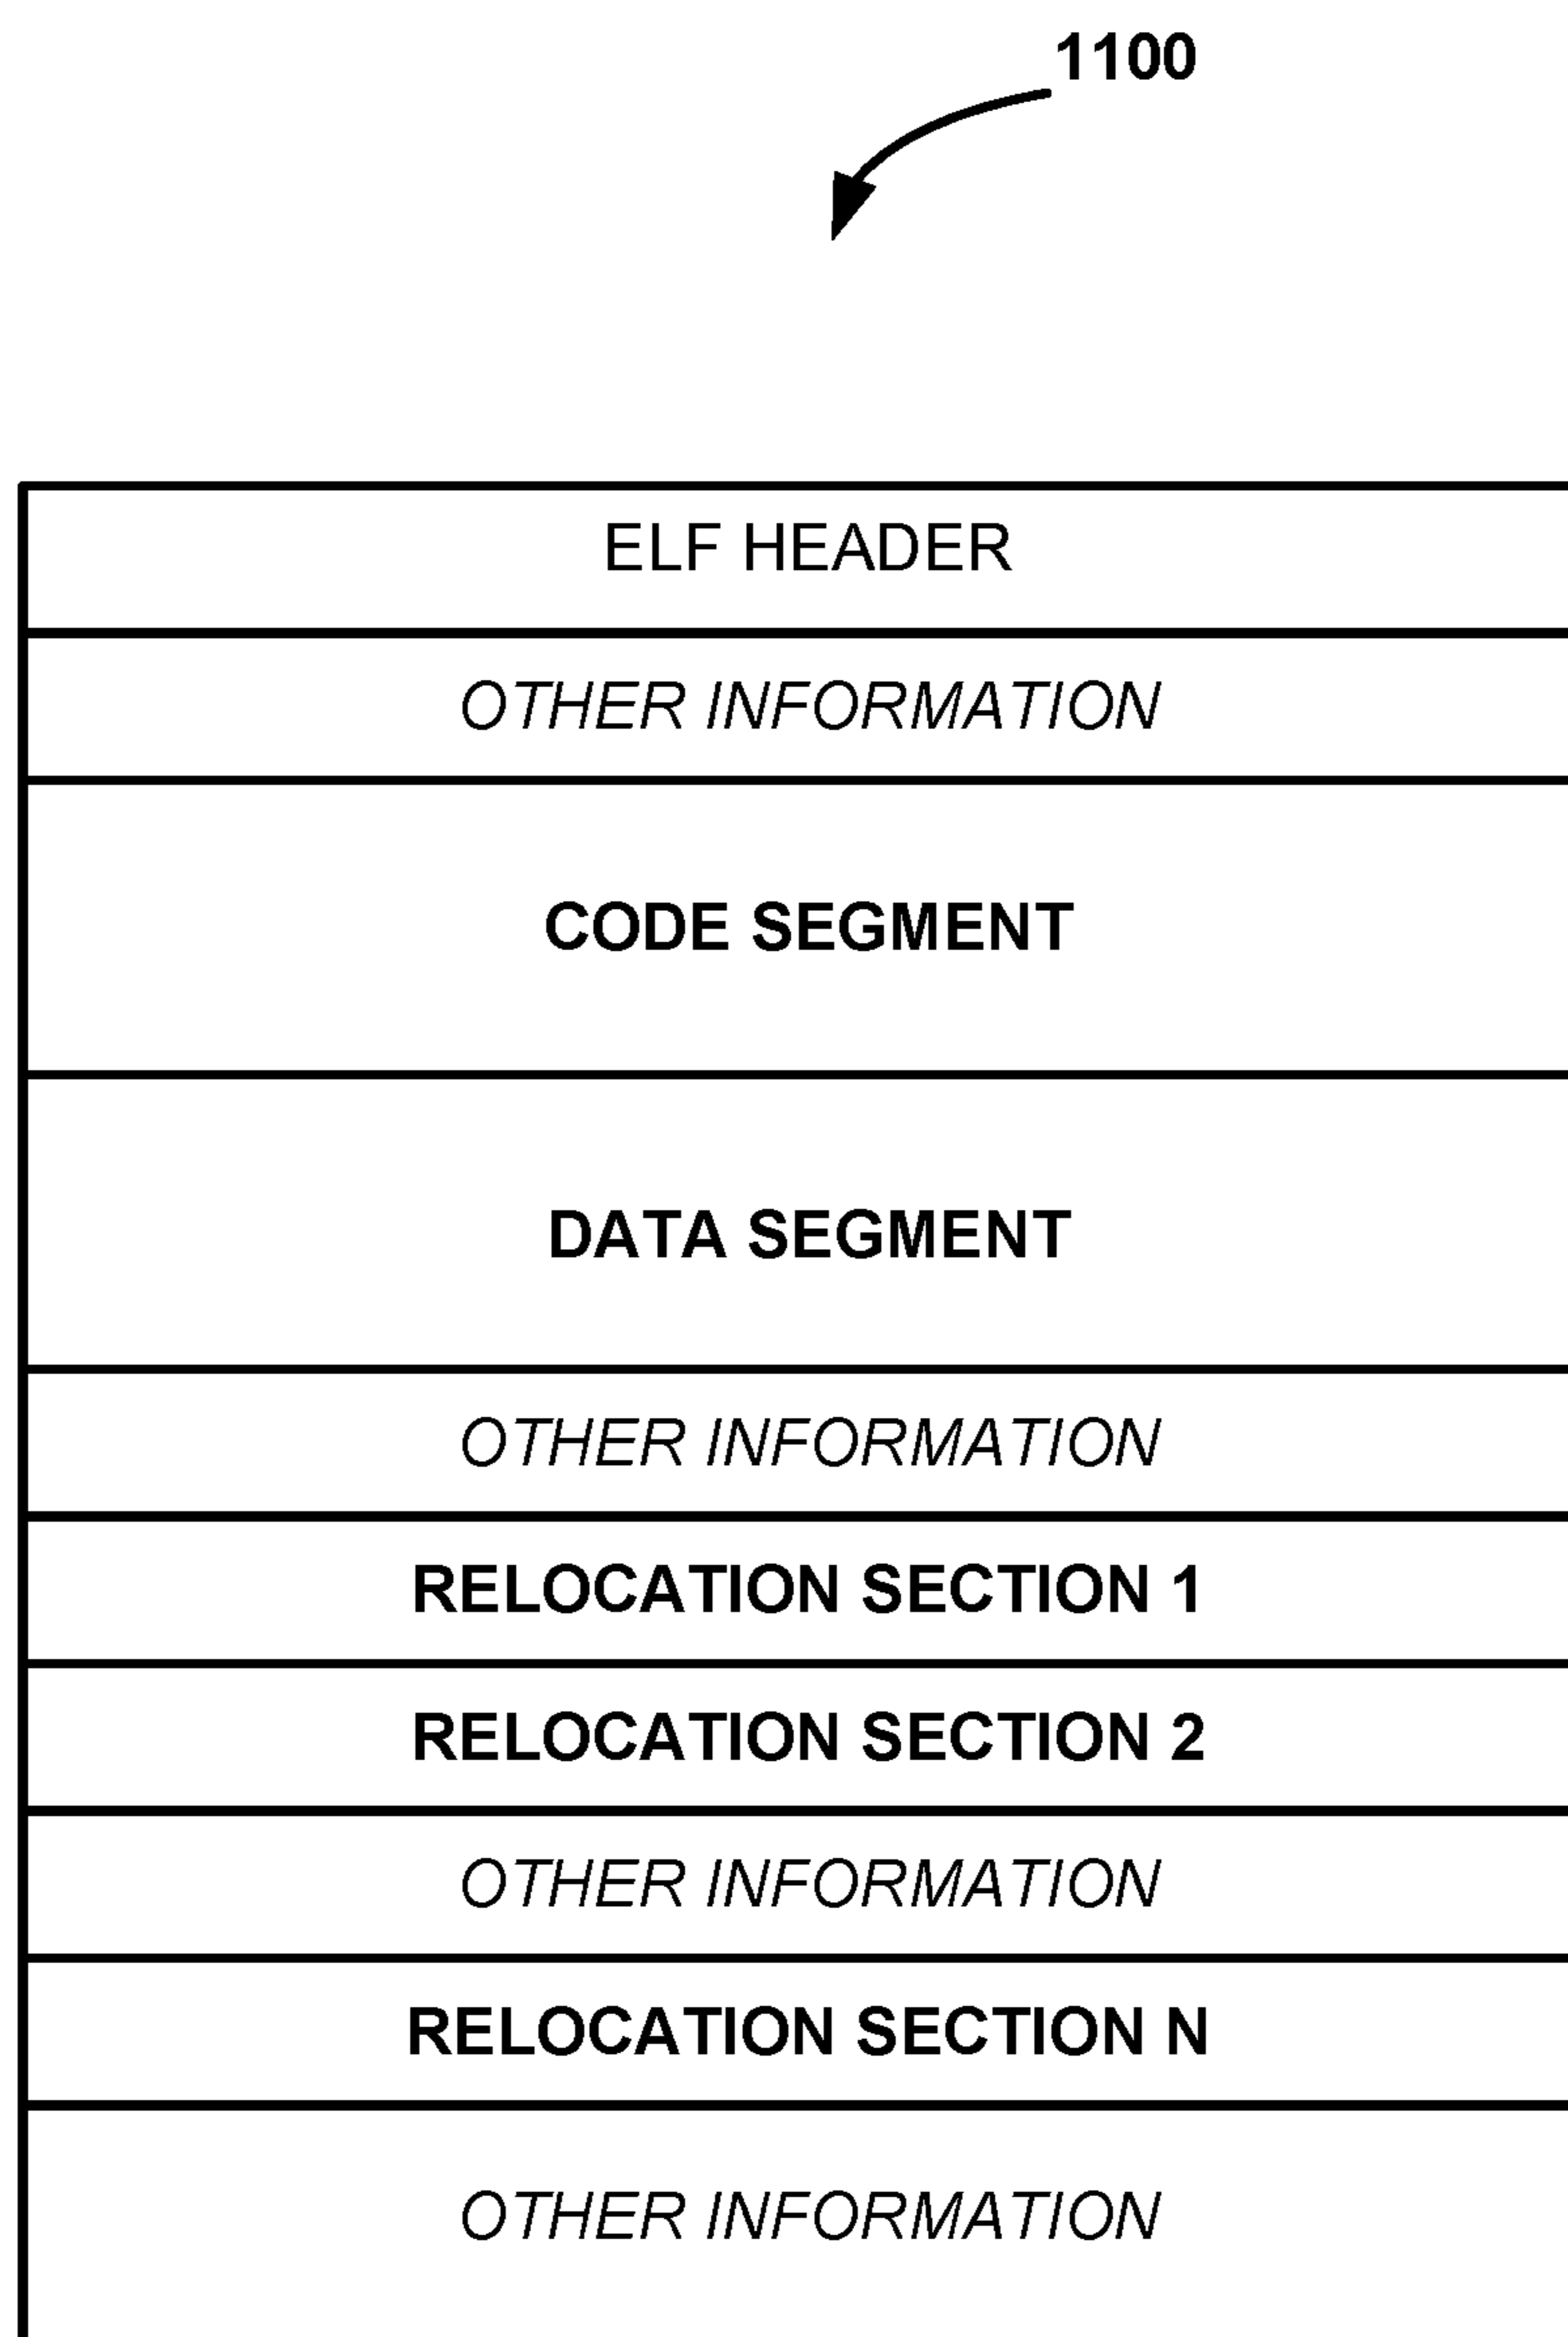 1100
ELF HEADER
OTHER INFORMATION
CODE SEGMENT
DATA SEGMENT
OTHER INFORMATION
RELOCATION SECTION 1
RELOCATION SECTION 2
OTHER INFORMATION
RELOCATION SECTION N
OTHER INFORMATION